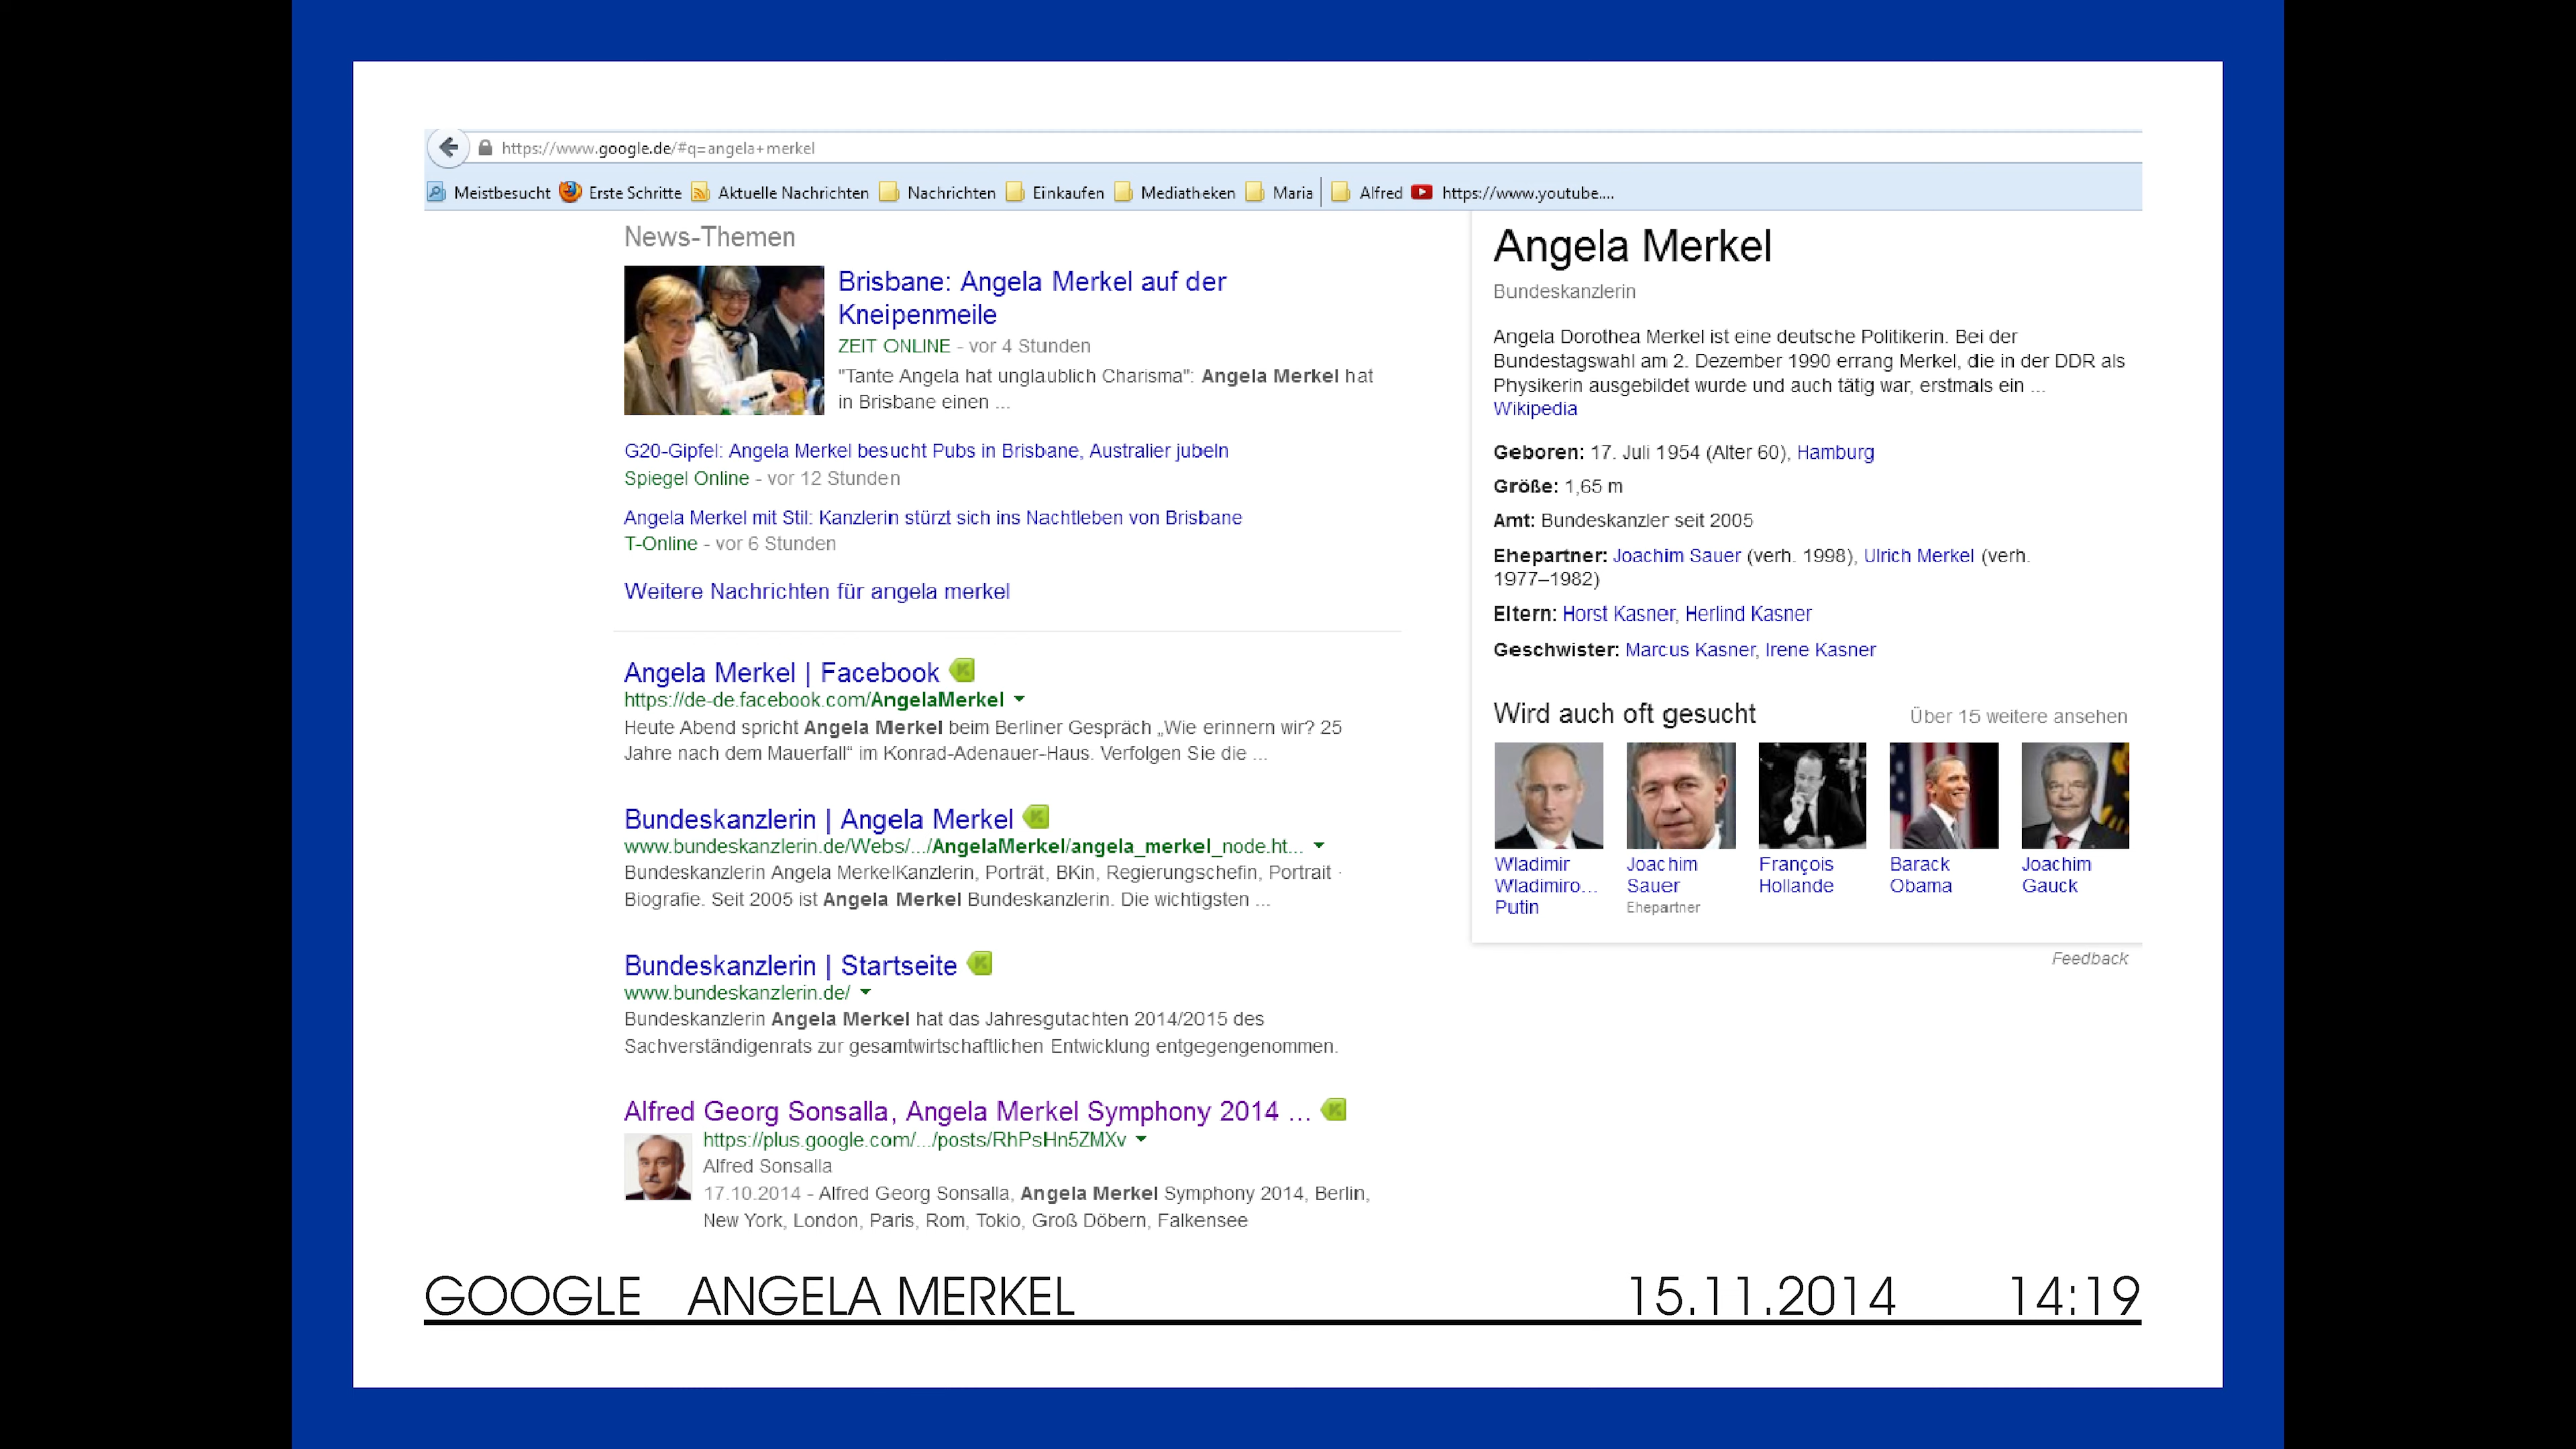 https://www.google.de/#q=angela+merkel
Meistbesucht Erste Schritte Aktuelle Nachrichten Nachrichten Einkaufen Mediatheken Maria Alfred https://www.youtube....
News-Themen
Brisbane: Angela Merkel auf der
Kneipenmeile
ZEIT ONLINE - vor 4 Stunden
"Tante Angela hat unglaublich Charisma": Angela Merkel hat
in Brisbane einen ...
G20-Gipfel: Angela Merkel besucht Pubs in Brisbane, Australier jubeln
Spiegel Online - vor 12 Stunden
Angela Merkel mit Stil: Kanzlerin stürzt sich ins Nachtleben von Brisbane
T-Online - vor 6 Stunden
Weitere Nachrichten für angela merkel
Angela Merkel | Facebook
https://de-de.facebook.com/AngelaMerkel
Heute Abend spricht Angela Merkel beim Berliner Gespräch „Wie erinnern wir? 25
Jahre nach dem Mauerfall“ im Konrad-Adenauer-Haus. Verfolgen Sie die ...
Bundeskanzlerin | Angela Merkel
www.bundeskanzlerin.de/Webs/.../AngelaMerkel/angela_merkel_node.ht...
Bundeskanzlerin Angela MerkelKanzlerin, Porträt, BKin, Regierungschefin, Portrait ·
Biografie. Seit 2005 ist Angela Merkel Bundeskanzlerin. Die wichtigsten ...
Bundeskanzlerin | Startseite
www.bundeskanzlerin.de/
Bundeskanzlerin Angela Merkel hat das Jahresgutachten 2014/2015 des
Sachverständigenrats zur gesamtwirtschaftlichen Entwicklung entgegengenommen.
Alfred Georg Sonsalla, Angela Merkel Symphony 2014 ...
https://plus.google.com/.../posts/RhPsHn5ZMXv
Alfred Sonsalla
17.10.2014 - Alfred Georg Sonsalla, Angela Merkel Symphony 2014, Berlin,
New York, London, Paris, Rom, Tokio, Groß Döbern, Falkensee
Angela Merkel
Bundeskanzlerin
Angela Dorothea Merkel ist eine deutsche Politikerin. Bei der
Bundestagswahl am 2. Dezember 1990 errang Merkel, die in der DDR als
Physikerin ausgebildet wurde und auch tätig war, erstmals ein ...
Wikipedia
Geboren: 17. Juli 1954 (Alter 60), Hamburg
Größe: 1,65 m
Amt: Bundeskanzler seit 2005
Ehepartner: Joachim Sauer (verh. 1998), Ulrich Merkel (verh.
1977–1982)
Eltern: Horst Kasner, Herlind Kasner
Geschwister: Marcus Kasner, Irene Kasner
Wird auch oft gesucht Über 15 weitere ansehen
Wladimir Joachim François Barack Joachim
Wladimiro... Sauer Hollande Obama Gauck
Putin Ehepartner
Feedback
GOOGLE ANGELA MERKEL 15.11.2014 14:19